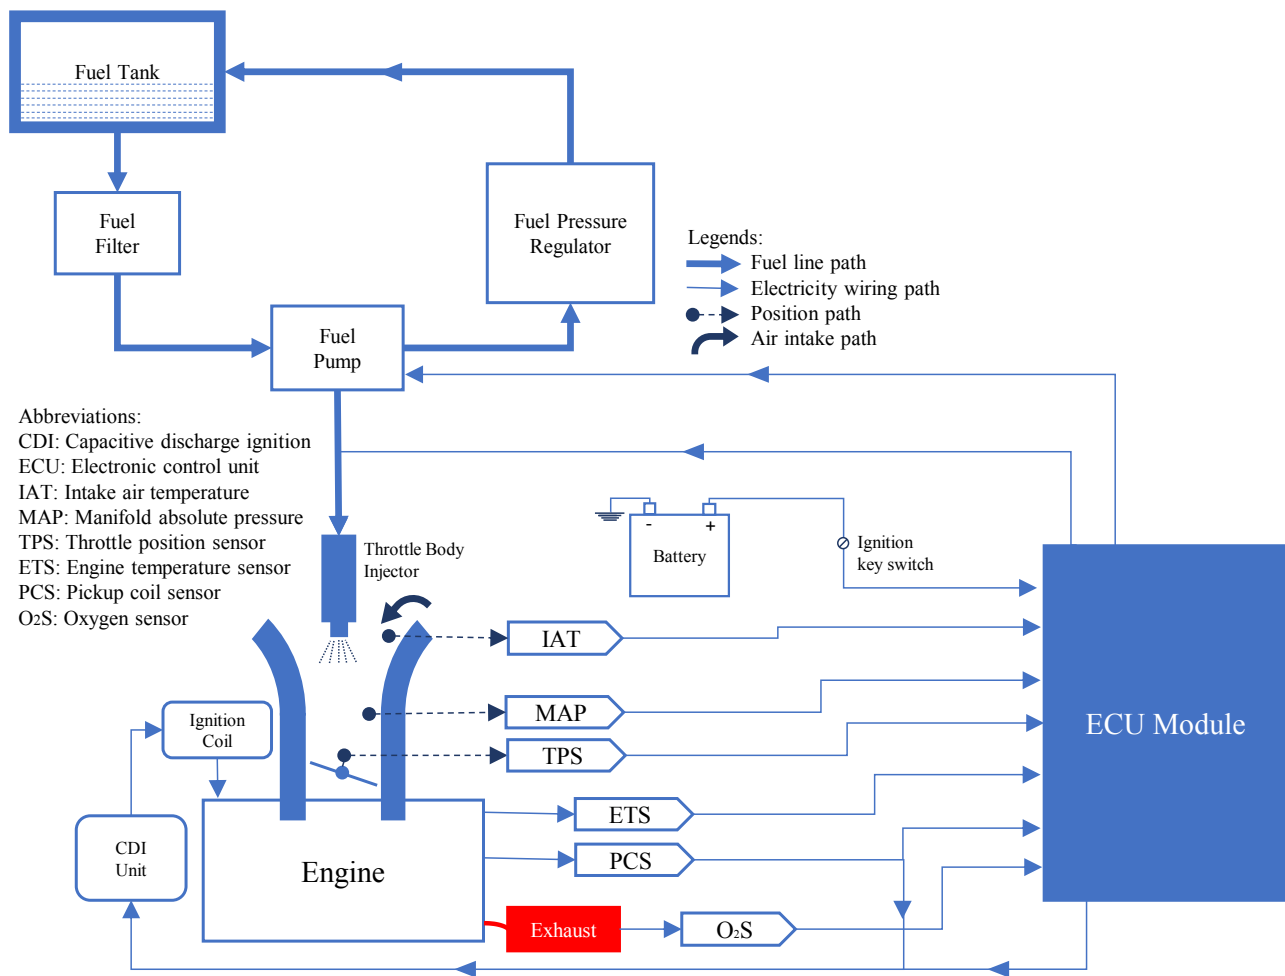 Fuel Tank
Fuel
Filter
Fuel Pressure
Regulator
Legends:
Fuel line path
Electricity wiring path
Position path
Air intake path
Fuel
Pump
Abbreviations:
CDI: Capacitive discharge ignition
ECU: Electronic control unit
IAT: Intake air temperature
MAP: Manifold absolute pressure
TPS: Throttle position sensor
ETS: Engine temperature sensor
PCS: Pickup coil sensor
O2S: Oxygen sensor
Throttle Body
Injector
- +
Battery
Ignition
key switch
IAT
MAP
TPS
ECU Module
Ignition
Coil
ETS
PCS
CDI
Unit
Engine
Exhaust
O2S